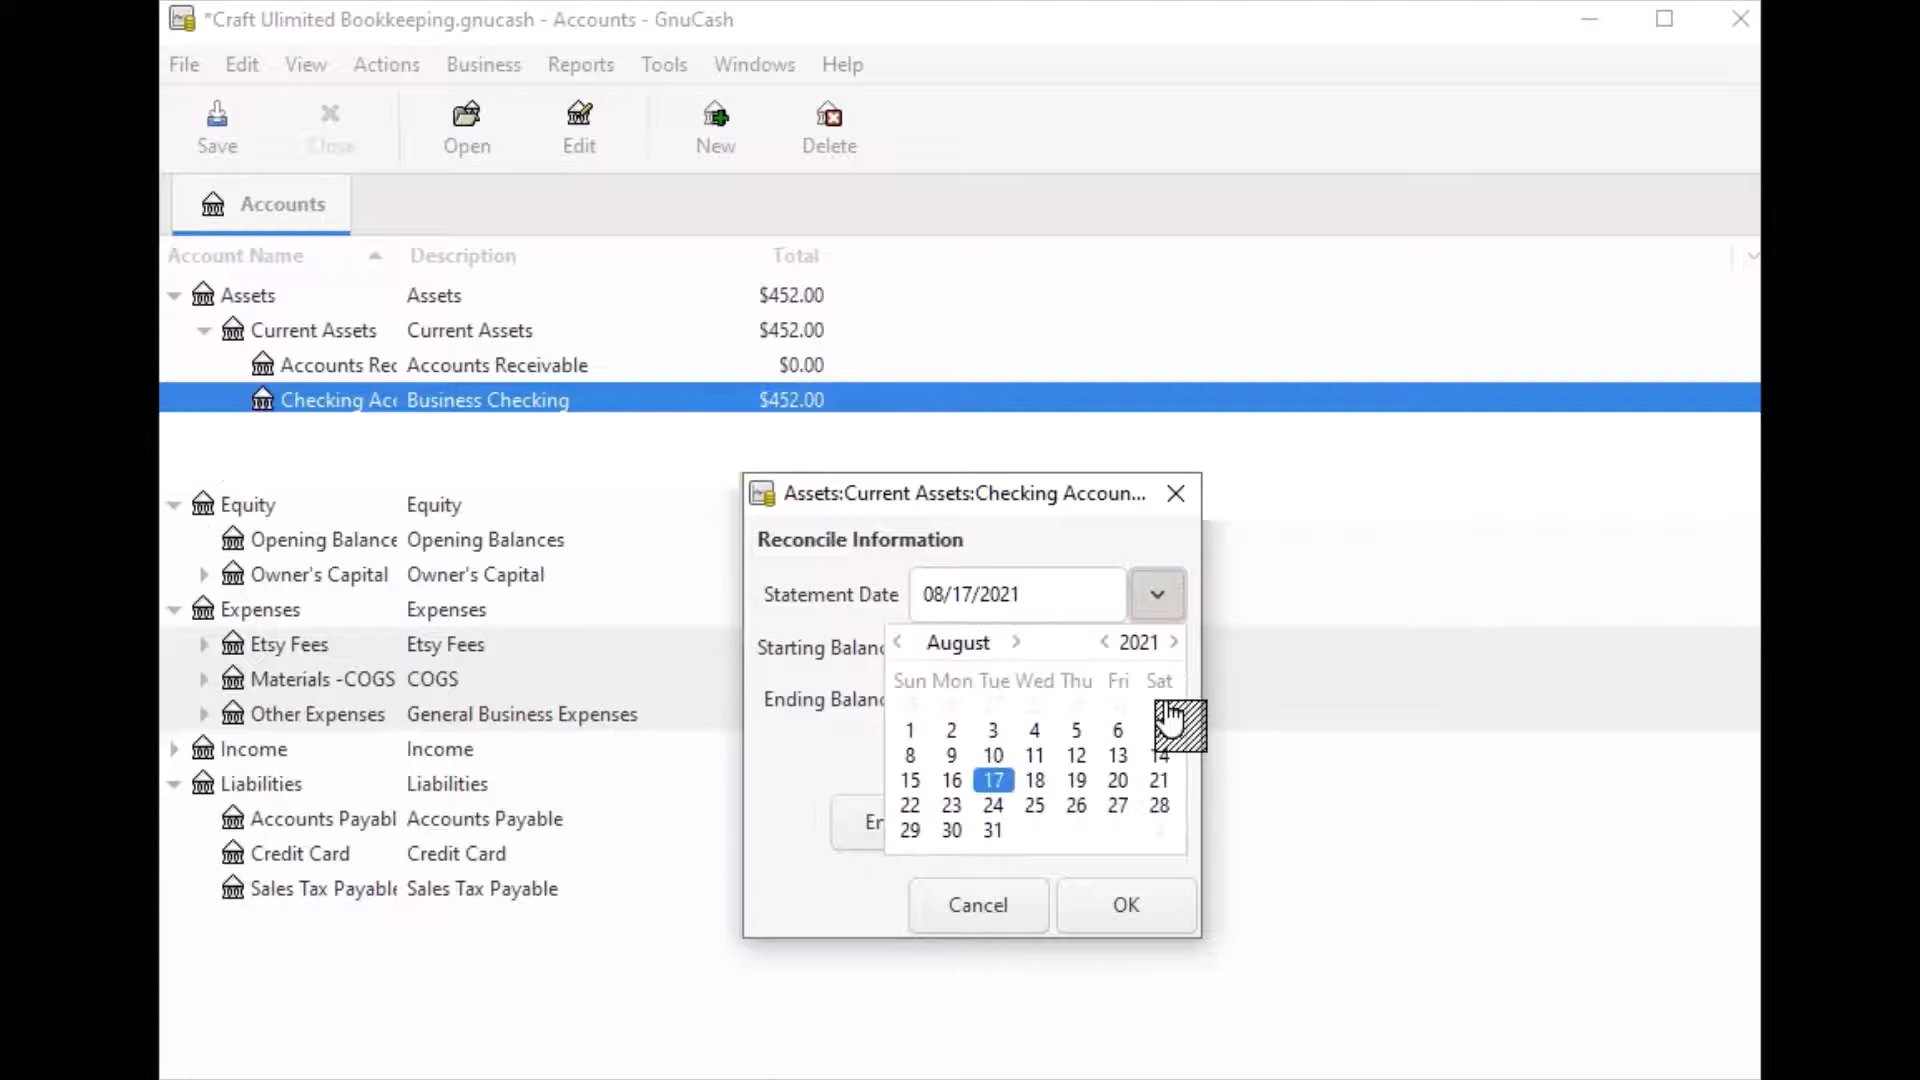 *Craft Ulimited Bookkeeping.gnucash - Accounts - GnuCash
File Edit View Actions Business Reports Tools Windows Help
Save Close Open Edit New Delete
Accounts
Account Name Description Total
Assets Assets $452.00
Current Assets Current Assets $452.00
Accounts Rec Accounts Receivable $0.00
Checking Acc Business Checking $452.00
Equity Equity
Opening Balance Opening Balances
Owner's Capital Owner's Capital
Expenses Expenses
Etsy Fees Etsy Fees
Materials -COGS COGS
Other Expenses General Business Expenses
Income Income
Liabilities Liabilities
Accounts Payabl Accounts Payable
Credit Card Credit Card
Sales Tax Payable Sales Tax Payable
Assets:Current Assets:Checking Accoun...
Reconcile Information
Statement Date 08/17/2021
Starting Balanc
Ending Balanc
August 2021
Sun Mon Tue Wed Thu Fri Sat
1 2 3 4 5 6
8 9 10 11 12 13 14
15 16 17 18 19 20 21
22 23 24 25 26 27 28
29 30 31
En
Cancel OK